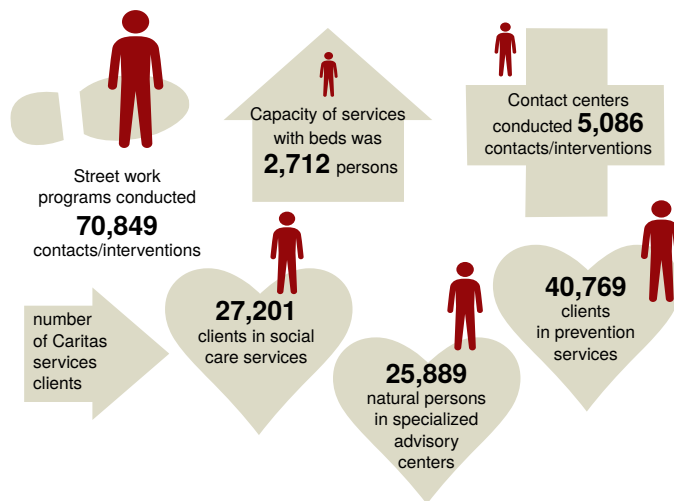 Street work
programs conducted
70,849
contacts/interventions
Capacity of services
with beds was
2,712 persons
Contact centers
conducted 5,086
contacts/interventions
number
of Caritas
services
clients
27,201
clients in social
care services
25,889
natural persons
in specialized
advisory
centers
40,769
clients
in prevention
services